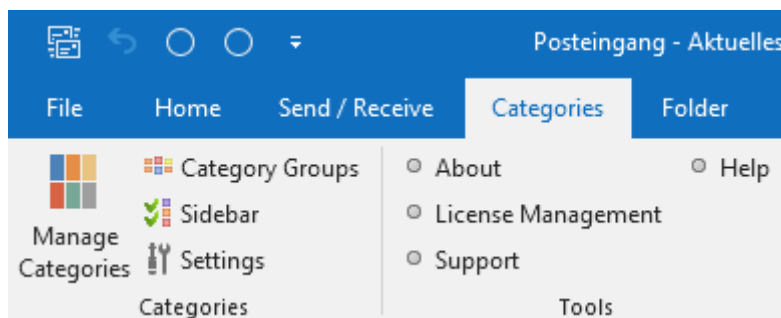 Posteingang - Aktuelles
File Home Send / Receive Categories Folder
Manage Categories
Category Groups
Sidebar
Settings
Categories
About
License Management
Support
Help
Tools